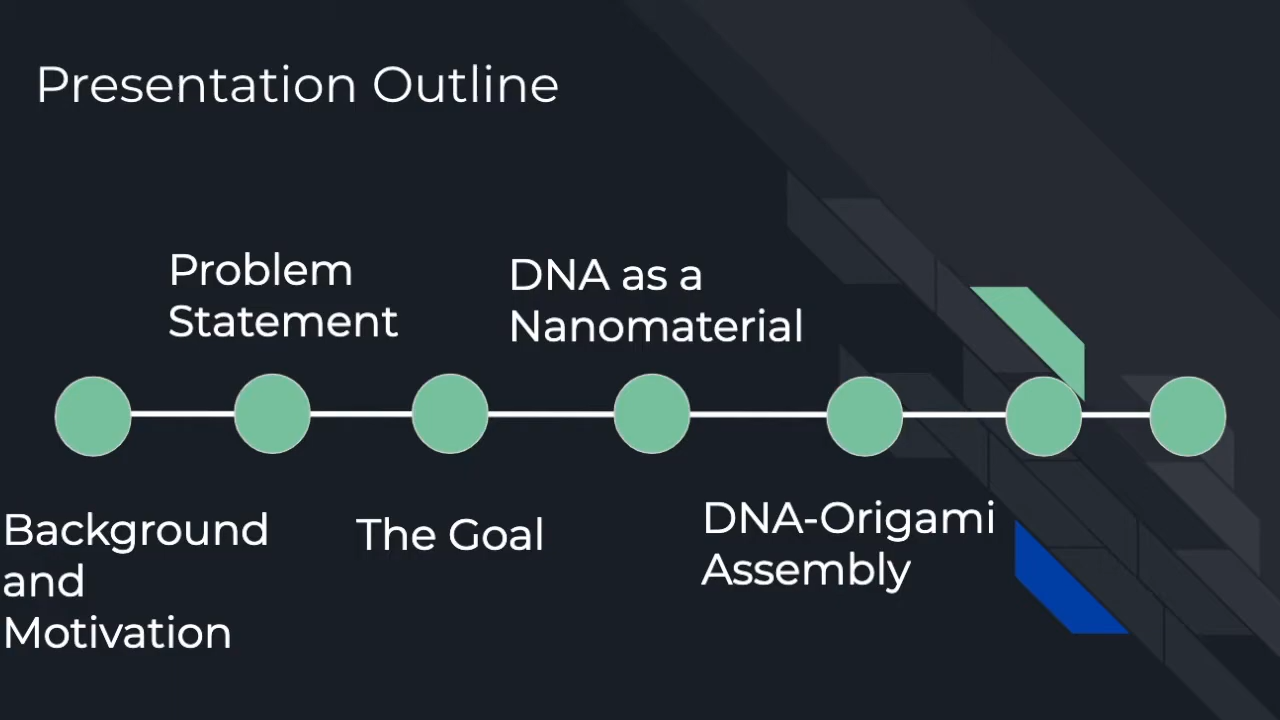 Presentation Outline
Problem
Statement
DNA as a
Nanomaterial
Background
and
Motivation
The Goal
DNA-Origami
Assembly